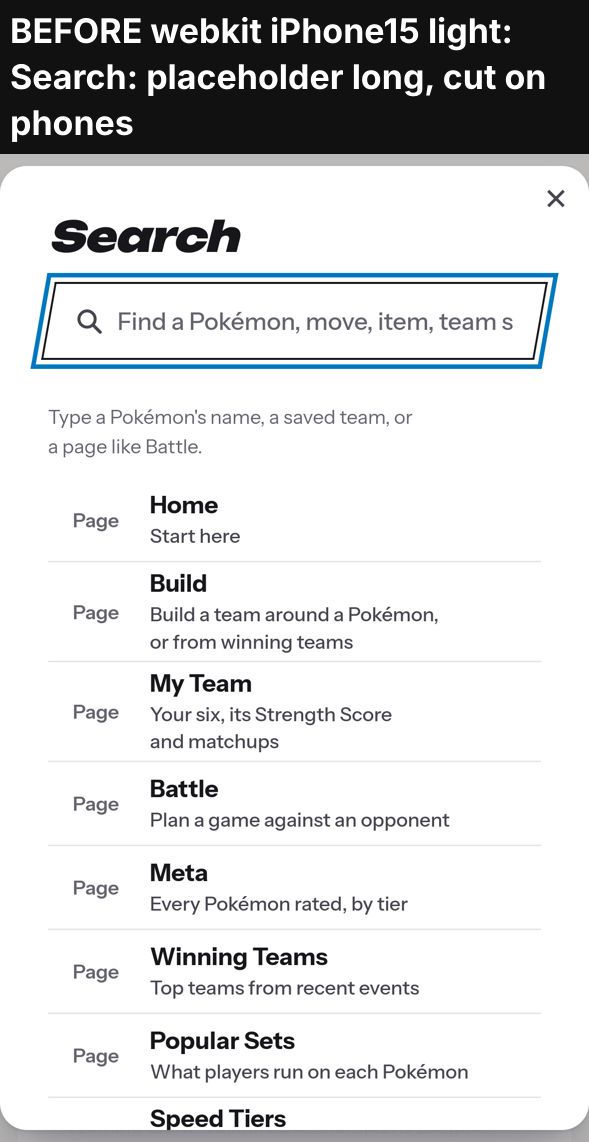 BEFORE webkit iPhone15 light:
Search: placeholder long, cut on
phones
Search
Find a Pokémon, move, item, team s
Type a Pokémon's name, a saved team, or
a page like Battle.
Page
Home
Start here
Page
Build
Build a team around a Pokémon,
or from winning teams
Page
My Team
Your six, its Strength Score
and matchups
Page
Battle
Plan a game against an opponent
Page
Meta
Every Pokémon rated, by tier
Page
Winning Teams
Top teams from recent events
Page
Popular Sets
What players run on each Pokémon
Speed Tiers